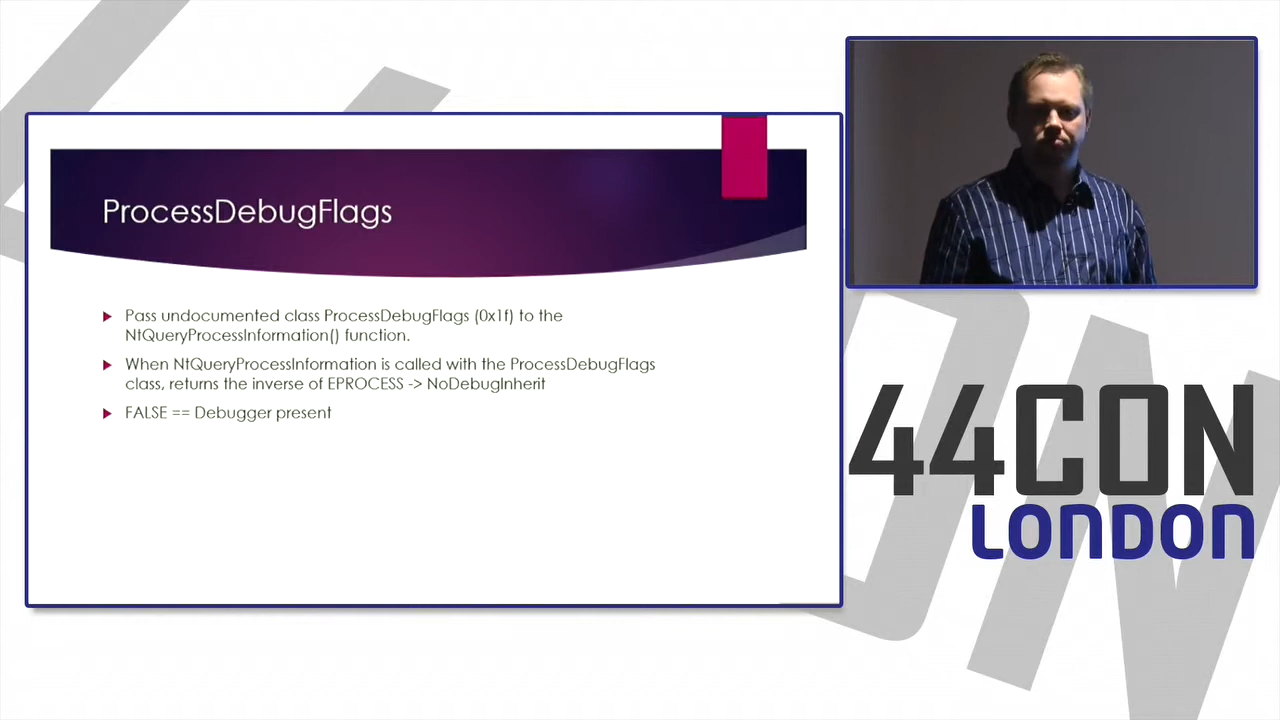 ProcessDebugFlags
Pass undocumented class ProcessDebugFlags (0x1f) to the
NtQueryProcessInformation() function.
When NtQueryProcessInformation is called with the ProcessDebugFlags
class, returns the inverse of EPROCESS -> NoDebugInherit
FALSE == Debugger present
44CON
LONDON